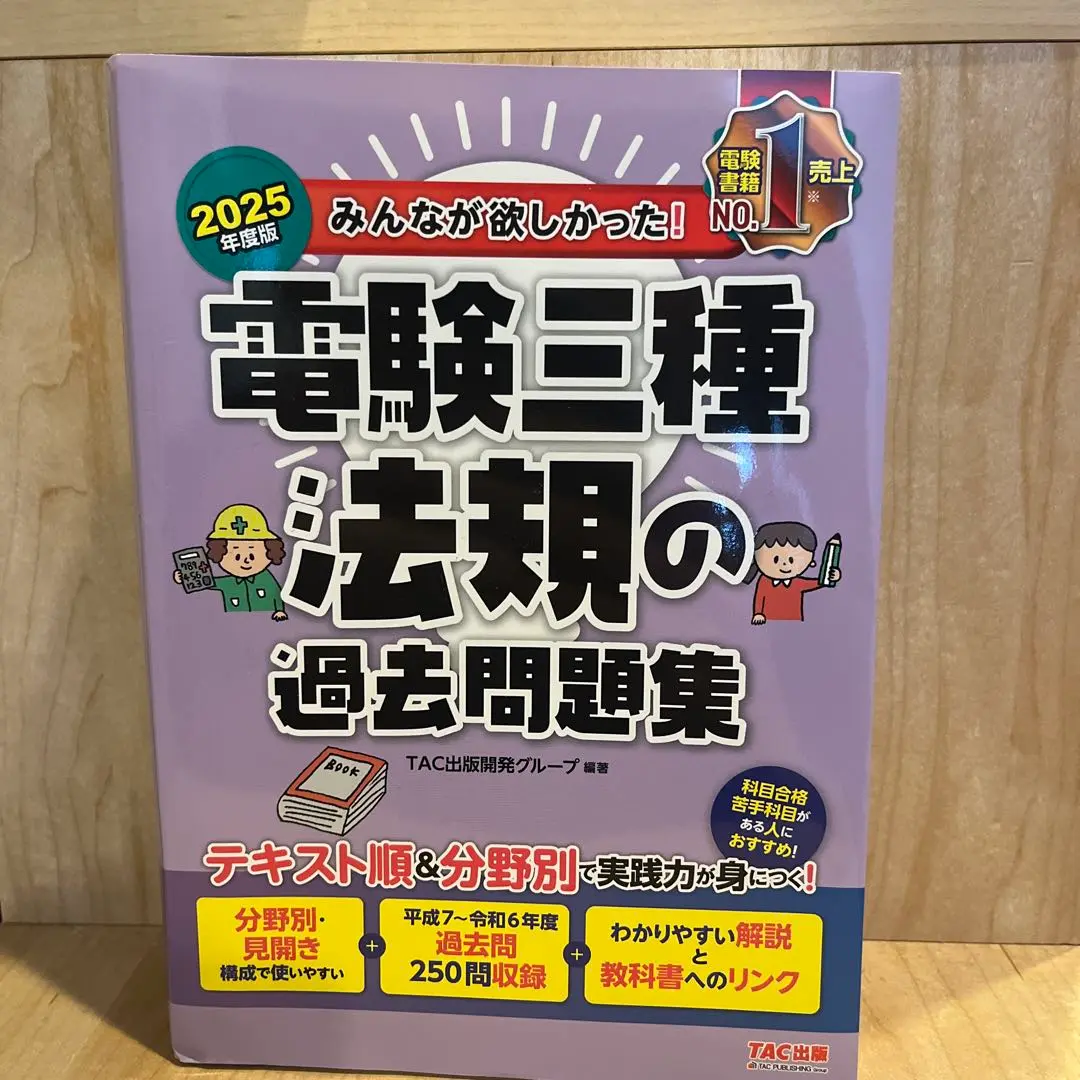 2025
年度版
みんなが欲しかった!
電験
書籍
売上
NO.1
※
電験三種
法規の
過去問題集
TAC出版開発グループ 編著
789+
456
123
BOOK
科目合格
苦手科目が
ある人に
おすすめ!
テキスト順&分野別で実践力が身につく!
分野別・
見開き
構成で使いやすい
+
平成7~令和6年度
過去問
250問収録
+
わかりやすい解説
と
教科書へのリンク
TAC出版
TAC PUBLISHING Group